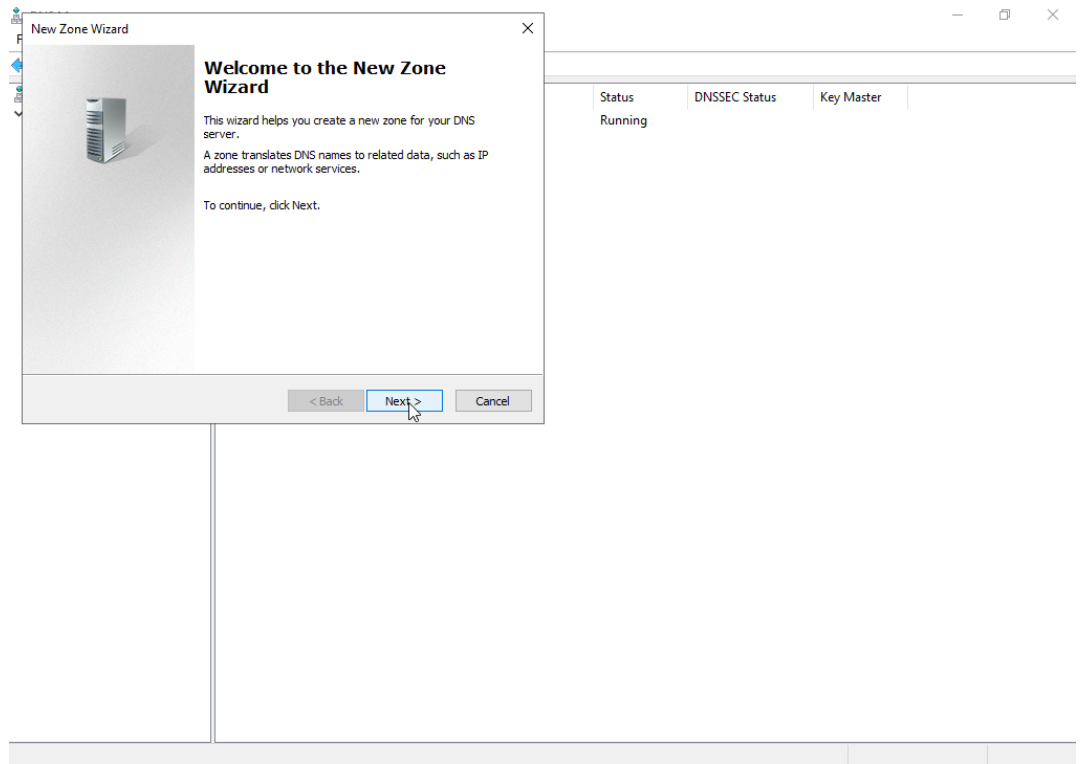 New Zone Wizard
Welcome to the New Zone
Wizard
This wizard helps you create a new zone for your DNS
server.
A zone translates DNS names to related data, such as IP
addresses or network services.
To continue, click Next.
< Back Next > Cancel
Status DNSSEC Status Key Master
Running